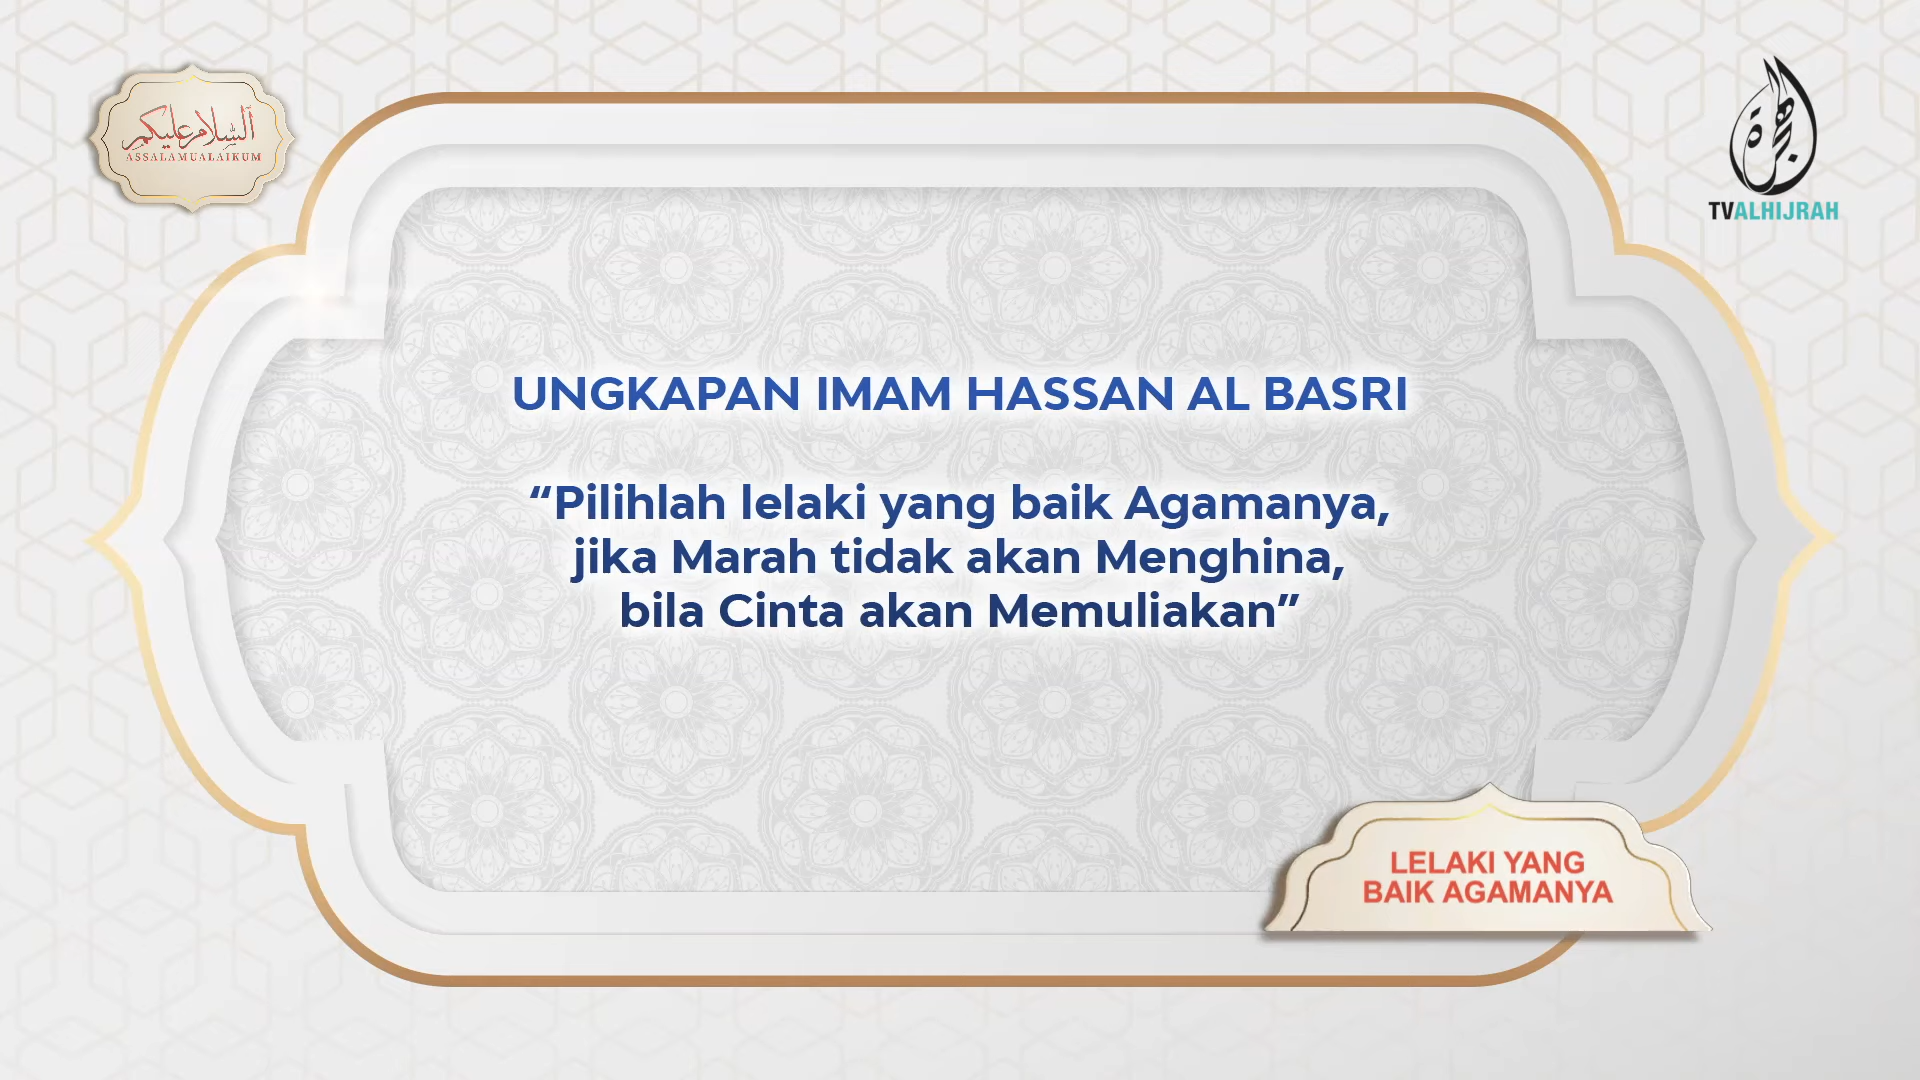 السلام عليكم
ASSALAMUALAIKUM
هجرة
TVALHIJRAH
UNGKAPAN IMAM HASSAN AL BASRI
“Pilihlah lelaki yang baik Agamanya,
jika Marah tidak akan Menghina,
bila Cinta akan Memuliakan”
LELAKI YANG
BAIK AGAMANYA